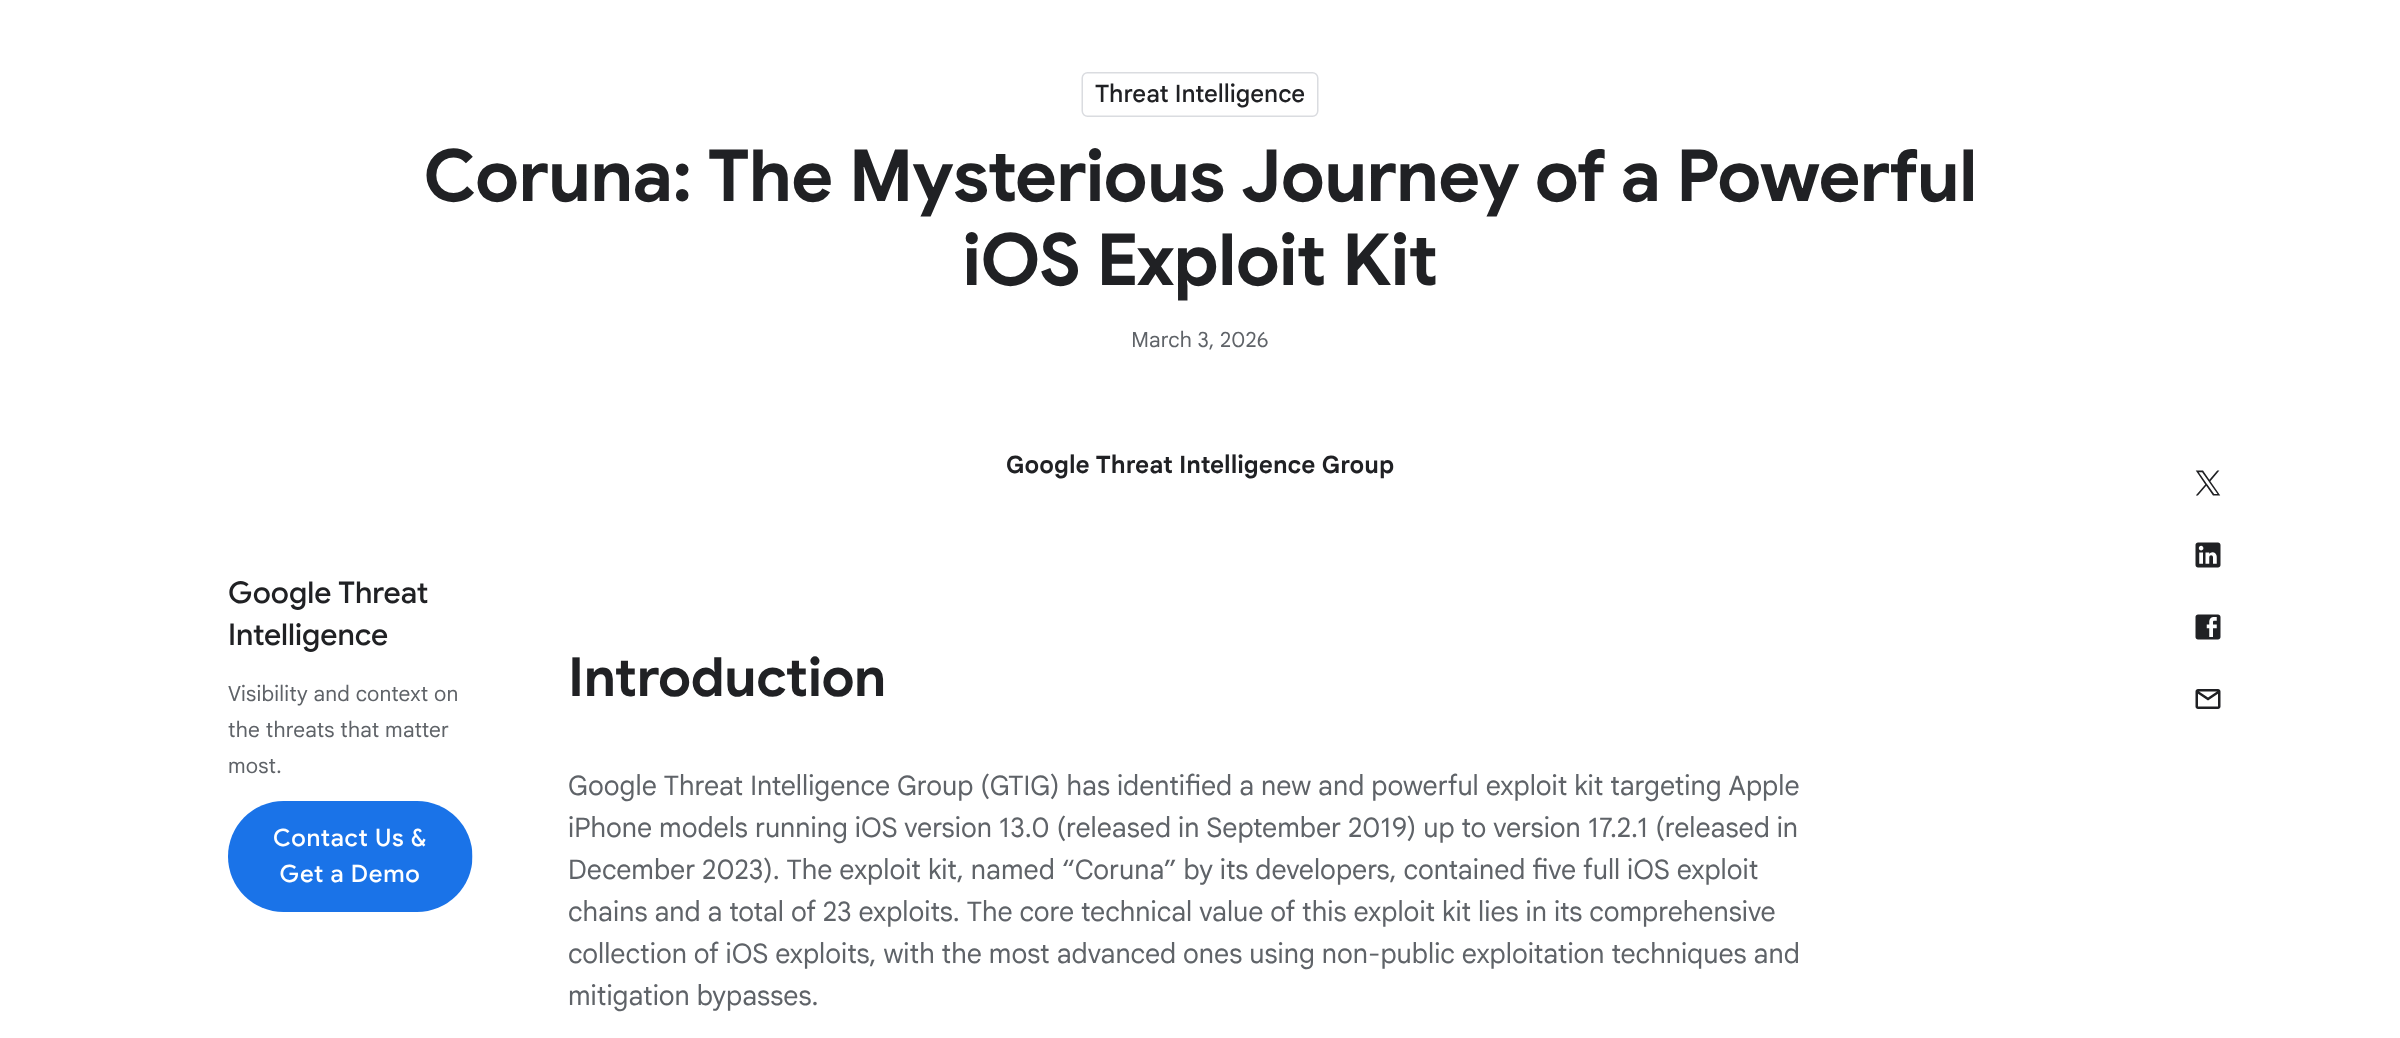 Threat Intelligence
Coruna: The Mysterious Journey of a Powerful
iOS Exploit Kit
March 3, 2026
Google Threat Intelligence Group
Google Threat
Intelligence
Visibility and context on
the threats that matter
most.
Contact Us &
Get a Demo
Introduction
Google Threat Intelligence Group (GTIG) has identified a new and powerful exploit kit targeting Apple
iPhone models running iOS version 13.0 (released in September 2019) up to version 17.2.1 (released in
December 2023). The exploit kit, named “Coruna” by its developers, contained five full iOS exploit
chains and a total of 23 exploits. The core technical value of this exploit kit lies in its comprehensive
collection of iOS exploits, with the most advanced ones using non-public exploitation techniques and
mitigation bypasses.